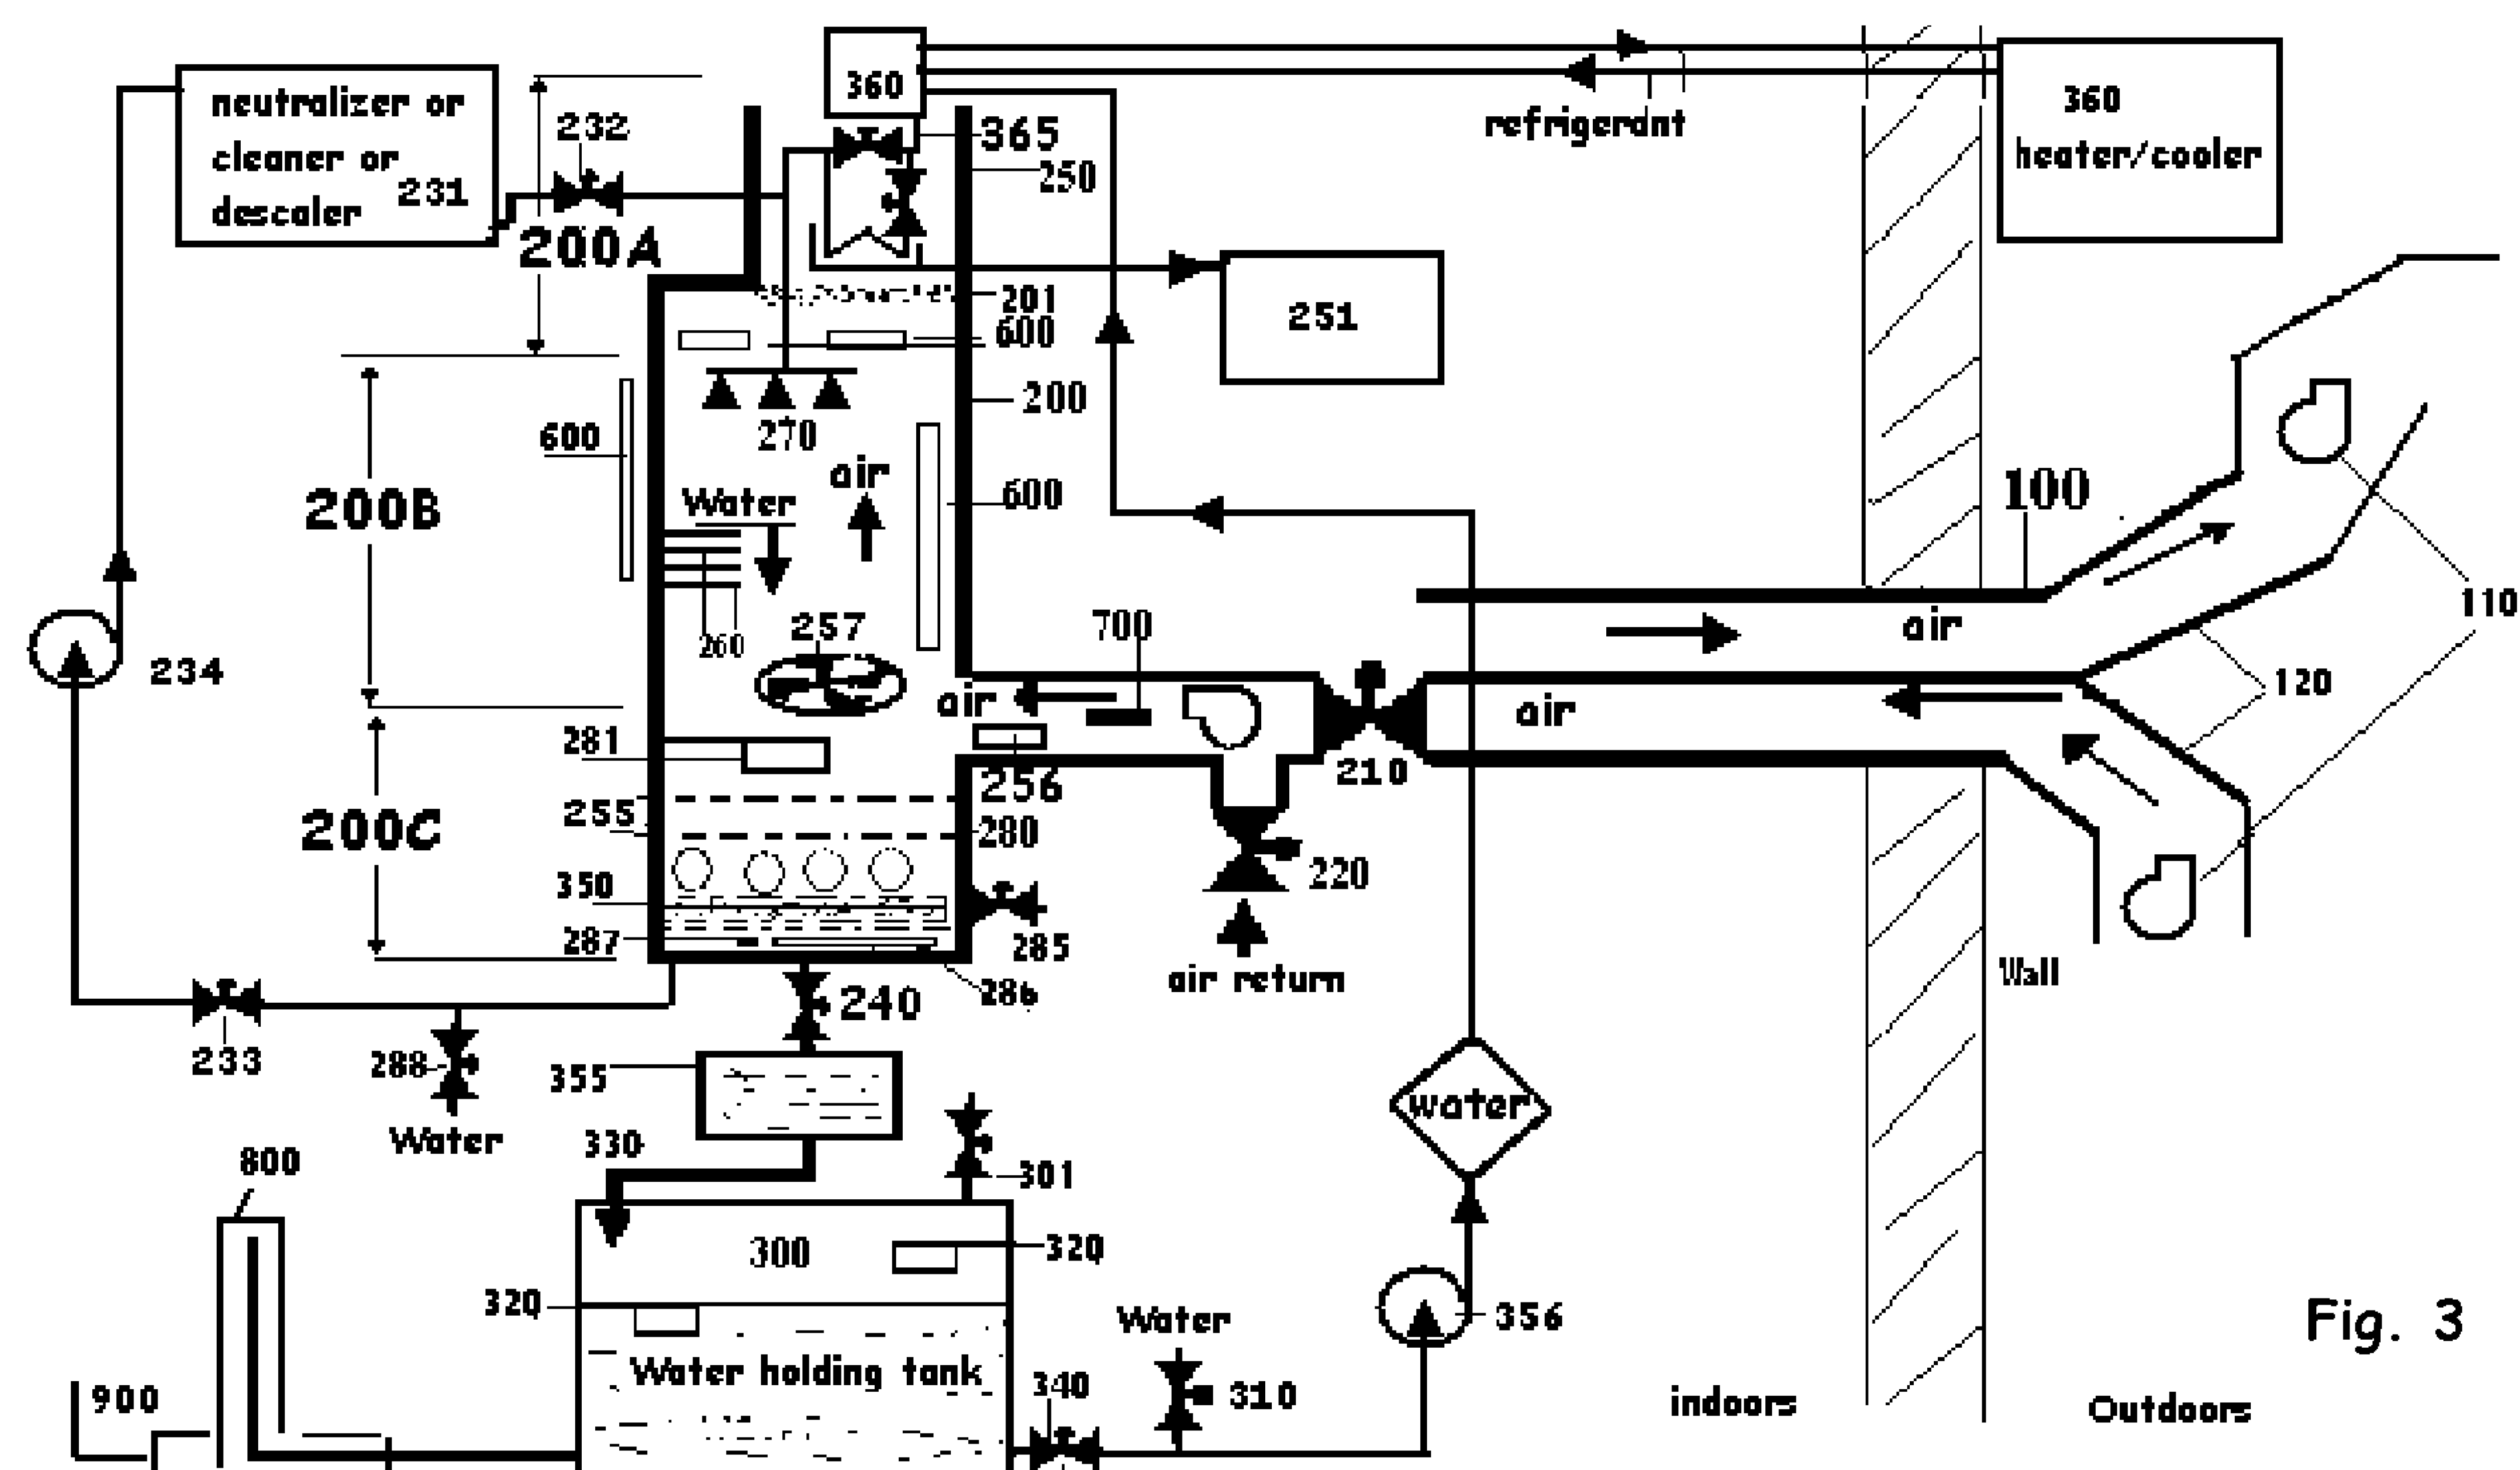 360
refrigerant
360
heater/cooler
neutralizer or
cleaner or
descaler
231
232
365
250
200A
201
600
251
200
270
600
air
600
Water
200B
100
260
257
700
air
110
234
air
air
120
281
210
256
255
280
200C
220
350
287
285
286
air return
Wall
240
233
288
355
Water
water
330
301
800
300
320
320
Water
356
Fig. 3
Water holding tank
340
310
900
indoors
Outdoors